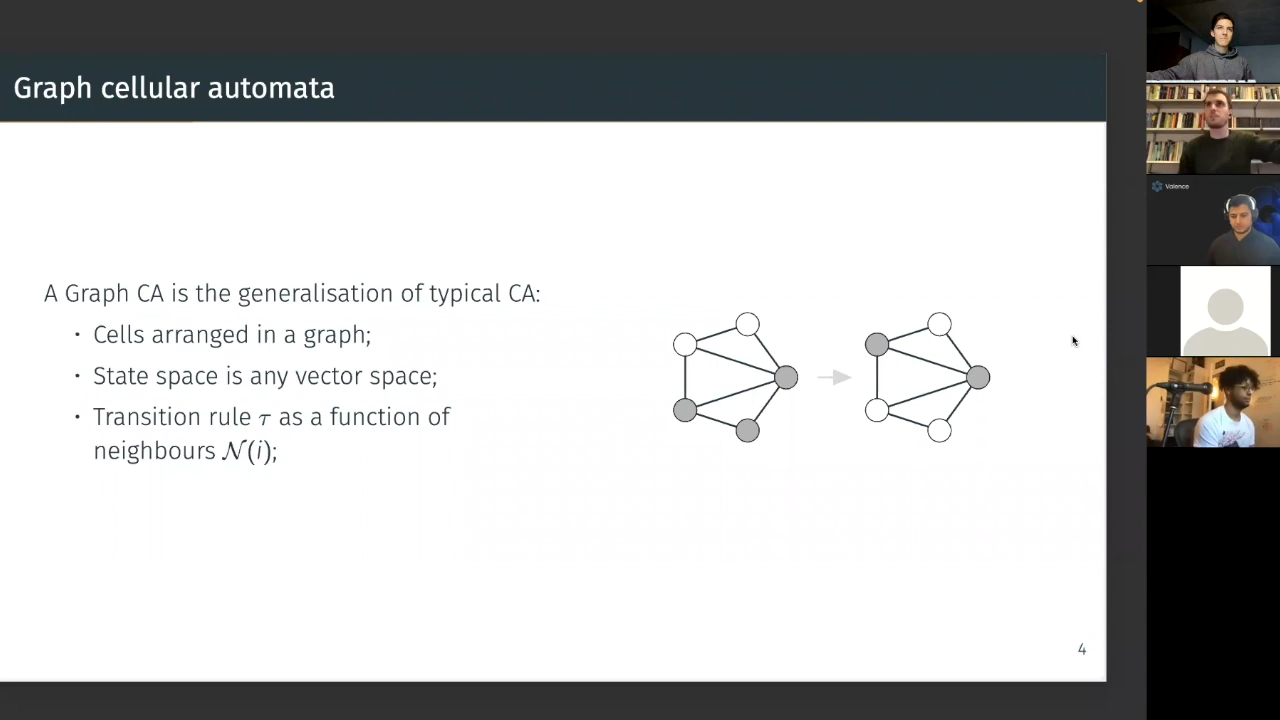 Graph cellular automata
A Graph CA is the generalisation of typical CA:
· Cells arranged in a graph;
· State space is any vector space;
· Transition rule τ as a function of
neighbours 𝒩(i);
4
Valence